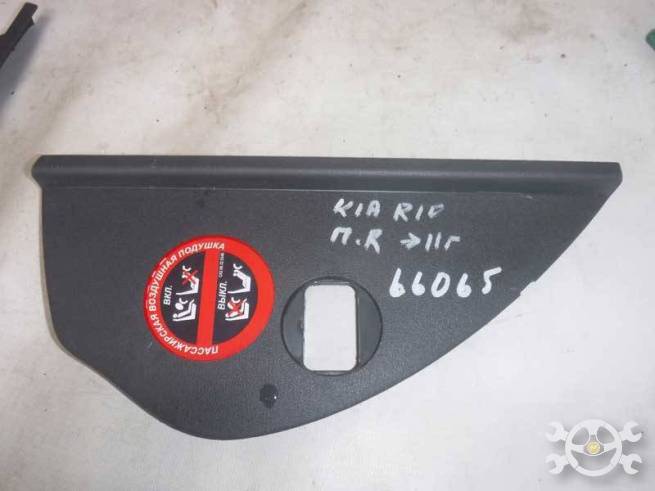 KIA RIO
П.R →11г
66065
ПАССАЖИРСКАЯ ВОЗДУШНАЯ ПОДУШКА
ВКЛ.
ВЫКЛ.